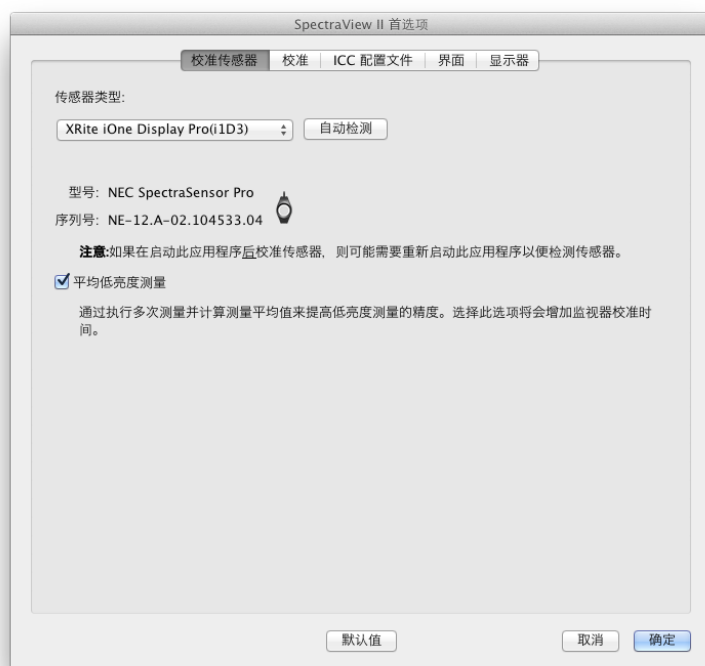 SpectraView II 首选项
校准传感器 校准 ICC 配置文件 界面 显示器
传感器类型:
XRite iOne Display Pro(i1D3) 自动检测
型号: NEC SpectraSensor Pro
序列号: NE-12.A-02.104533.04
注意:如果在启动此应用程序后校准传感器, 则可能需要重新启动此应用程序以便检测传感器。
平均低亮度测量
通过执行多次测量并计算测量平均值来提高低亮度测量的精度。选择此选项将会增加监视器校准时
间。
默认值 取消 确定